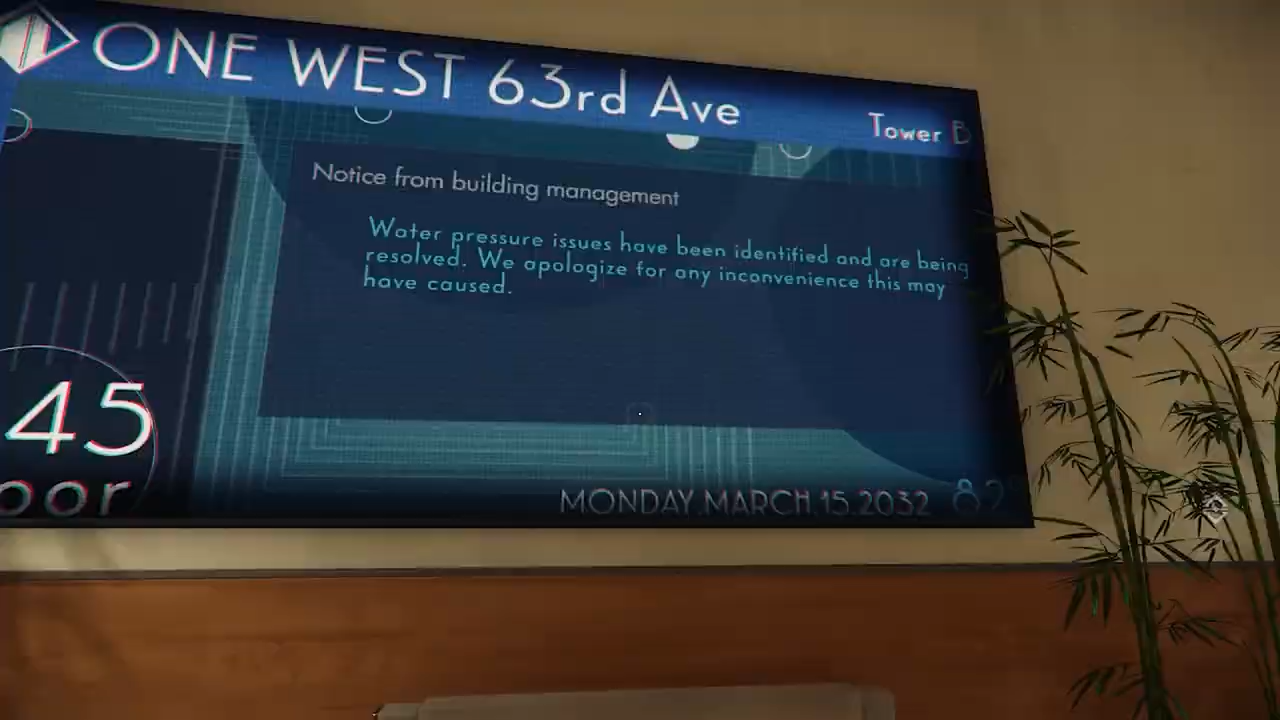 ONE WEST 63rd Ave
Tower B
Notice from building management
Water pressure issues have been identified and are being
resolved. We apologize for any inconvenience this may
have caused.
45
oor
MONDAY.MARCH.15.2032
82